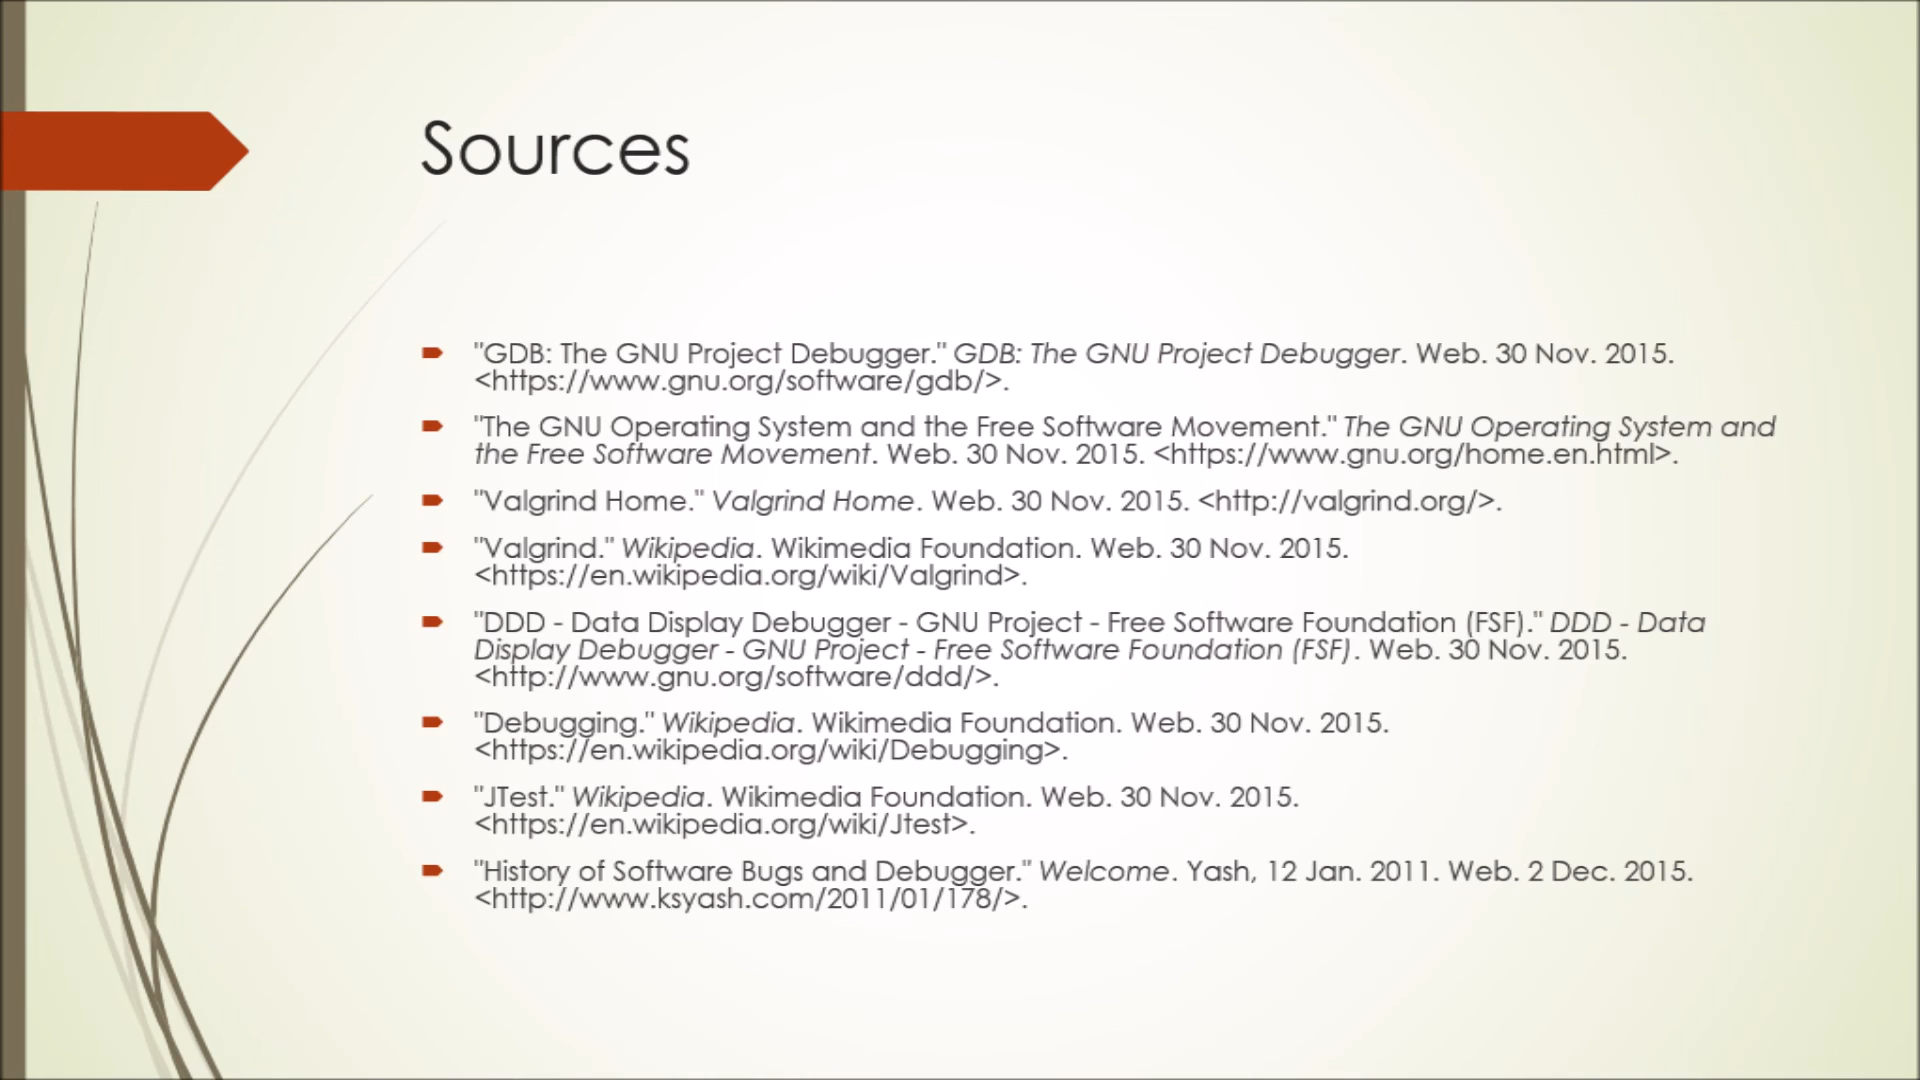 Sources
"GDB: The GNU Project Debugger." GDB: The GNU Project Debugger. Web. 30 Nov. 2015.
<https://www.gnu.org/software/gdb/>.
"The GNU Operating System and the Free Software Movement." The GNU Operating System and
the Free Software Movement. Web. 30 Nov. 2015. <https://www.gnu.org/home.en.html>.
"Valgrind Home." Valgrind Home. Web. 30 Nov. 2015. <http://valgrind.org/>.
"Valgrind." Wikipedia. Wikimedia Foundation. Web. 30 Nov. 2015.
<https://en.wikipedia.org/wiki/Valgrind>.
"DDD - Data Display Debugger - GNU Project - Free Software Foundation (FSF)." DDD - Data
Display Debugger - GNU Project - Free Software Foundation (FSF). Web. 30 Nov. 2015.
<http://www.gnu.org/software/ddd/>.
"Debugging." Wikipedia. Wikimedia Foundation. Web. 30 Nov. 2015.
<https://en.wikipedia.org/wiki/Debugging>.
"JTest." Wikipedia. Wikimedia Foundation. Web. 30 Nov. 2015.
<https://en.wikipedia.org/wiki/Jtest>.
"History of Software Bugs and Debugger." Welcome. Yash, 12 Jan. 2011. Web. 2 Dec. 2015.
<http://www.ksyash.com/2011/01/178/>.